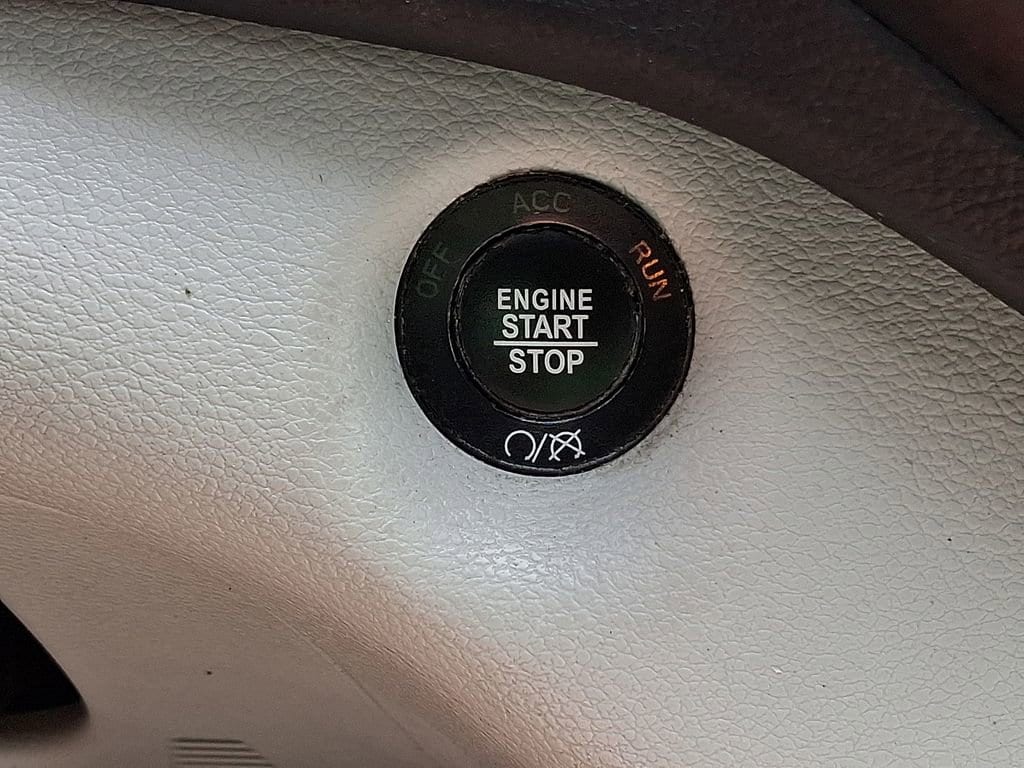 ACC
OFF
RUN
ENGINE
START
STOP